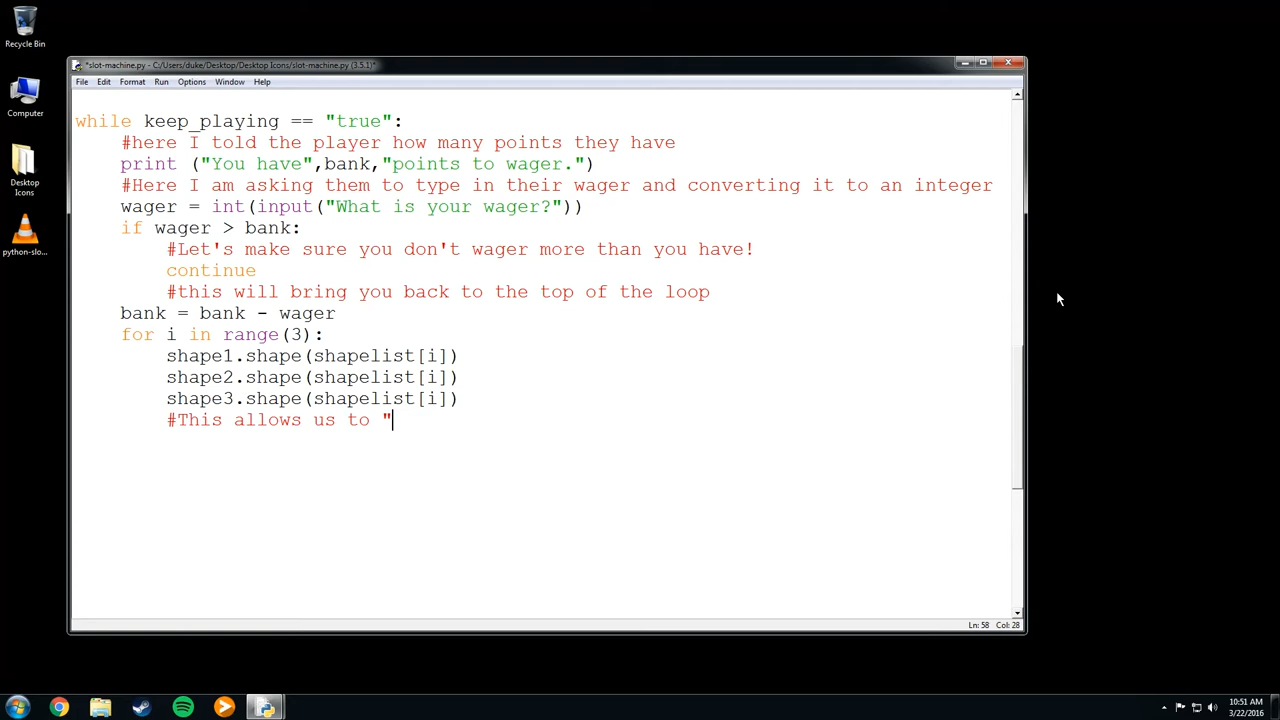 Recycle Bin
Computer
Desktop
Icons
python-slo...
*slot-machine.py - C:/Users/duke/Desktop/Desktop Icons/slot-machine.py (3.5.1)*
File Edit Format Run Options Window Help
while keep_playing == "true":
    #here I told the player how many points they have
    print ("You have",bank,"points to wager.")
    #Here I am asking them to type in their wager and converting it to an integer
    wager = int(input("What is your wager?"))
    if wager > bank:
        #Let's make sure you don't wager more than you have!
        continue
        #this will bring you back to the top of the loop
    bank = bank - wager
    for i in range(3):
        shape1.shape(shapelist[i])
        shape2.shape(shapelist[i])
        shape3.shape(shapelist[i])
        #This allows us to "
Ln: 58 Col: 28
10:51 AM
3/22/2016